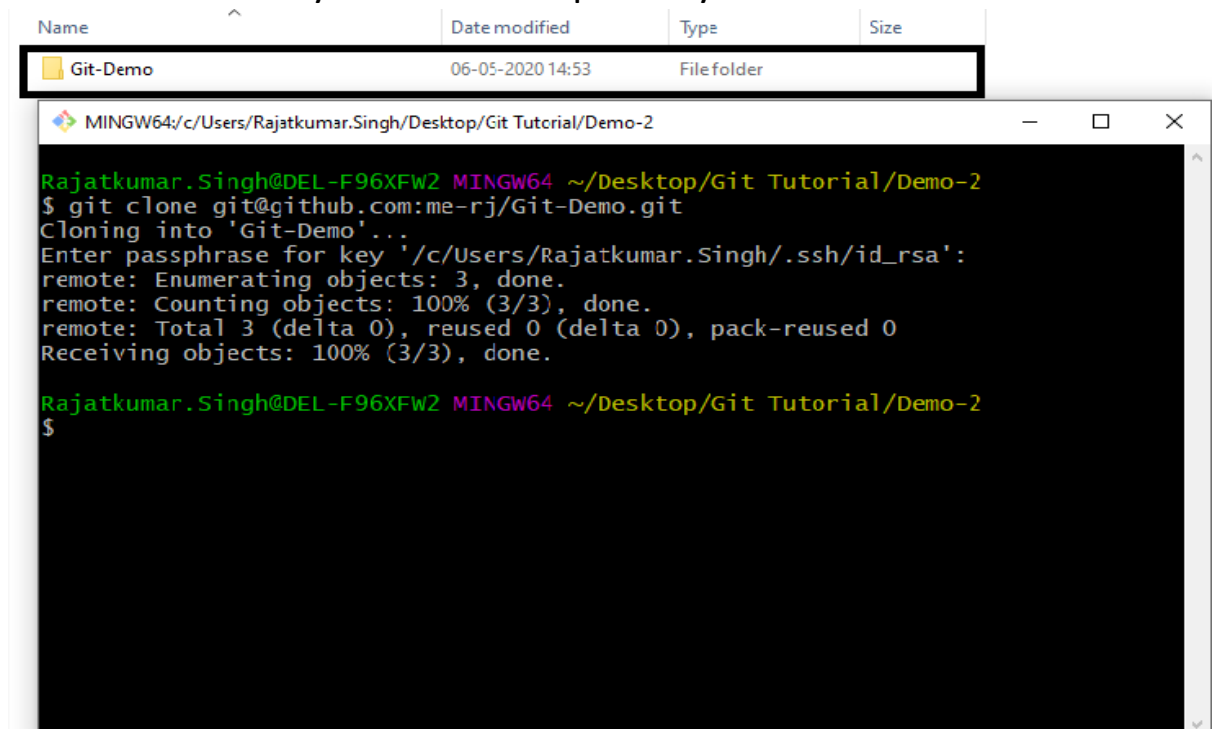 Name Date modified Type Size
Git-Demo 06-05-2020 14:53 File folder
MINGW64:/c/Users/Rajatkumar.Singh/Desktop/Git Tutorial/Demo-2
Rajatkumar.Singh@DEL-F96XFW2 MINGW64 ~/Desktop/Git Tutorial/Demo-2
$ git clone git@github.com:me-rj/Git-Demo.git
Cloning into 'Git-Demo'...
Enter passphrase for key '/c/Users/Rajatkumar.Singh/.ssh/id_rsa':
remote: Enumerating objects: 3, done.
remote: Counting objects: 100% (3/3), done.
remote: Total 3 (delta 0), reused 0 (delta 0), pack-reused 0
Receiving objects: 100% (3/3), done.
Rajatkumar.Singh@DEL-F96XFW2 MINGW64 ~/Desktop/Git Tutorial/Demo-2
$